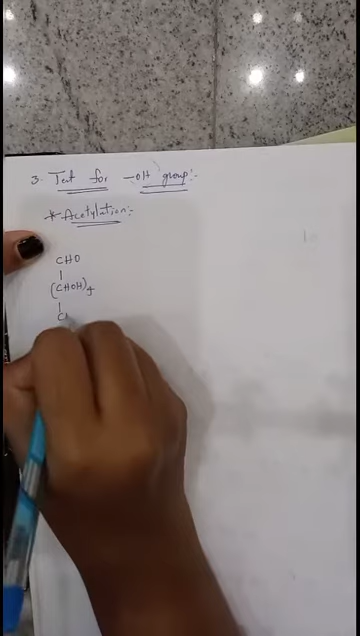 3. Test for -OH group:-
* Acetylation:-
CHO
|
(CHOH)4
|